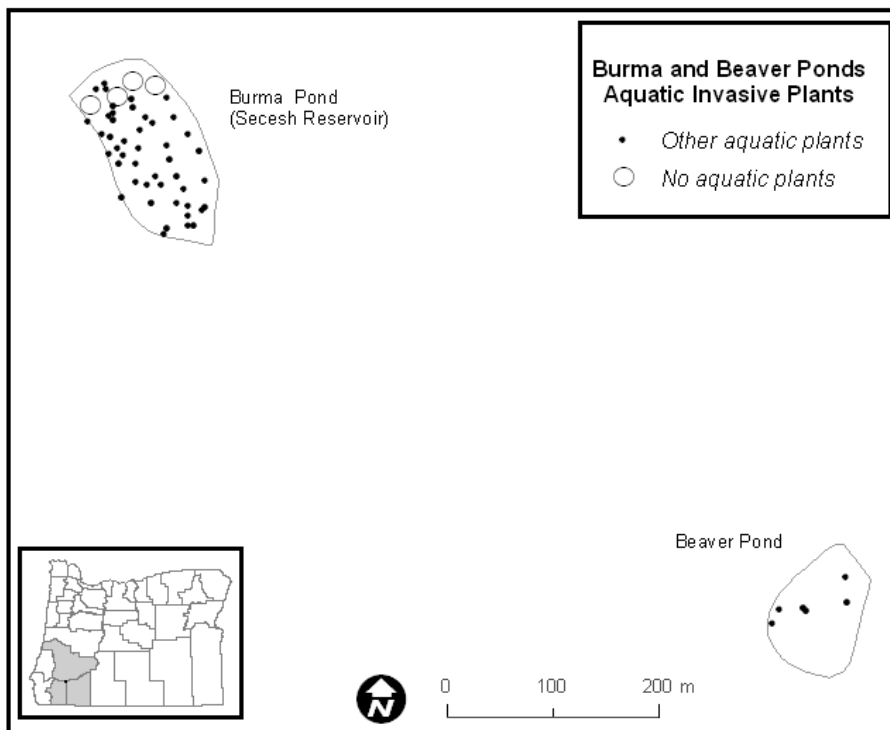 Burma Pond
(Secesh Reservoir)
Burma and Beaver Ponds
Aquatic Invasive Plants
Other aquatic plants
No aquatic plants
Beaver Pond
N
0 100 200 m